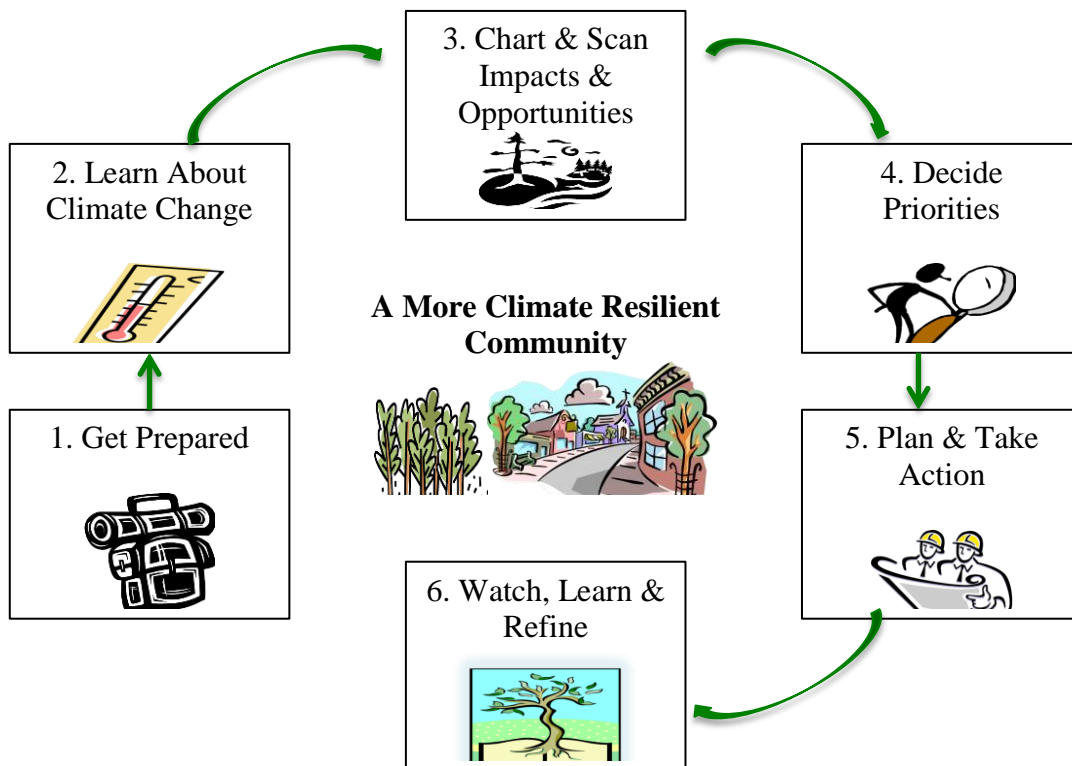 1. Get Prepared
2. Learn About
Climate Change
3. Chart & Scan
Impacts &
Opportunities
4. Decide
Priorities
5. Plan & Take
Action
6. Watch, Learn &
Refine
A More Climate Resilient
Community